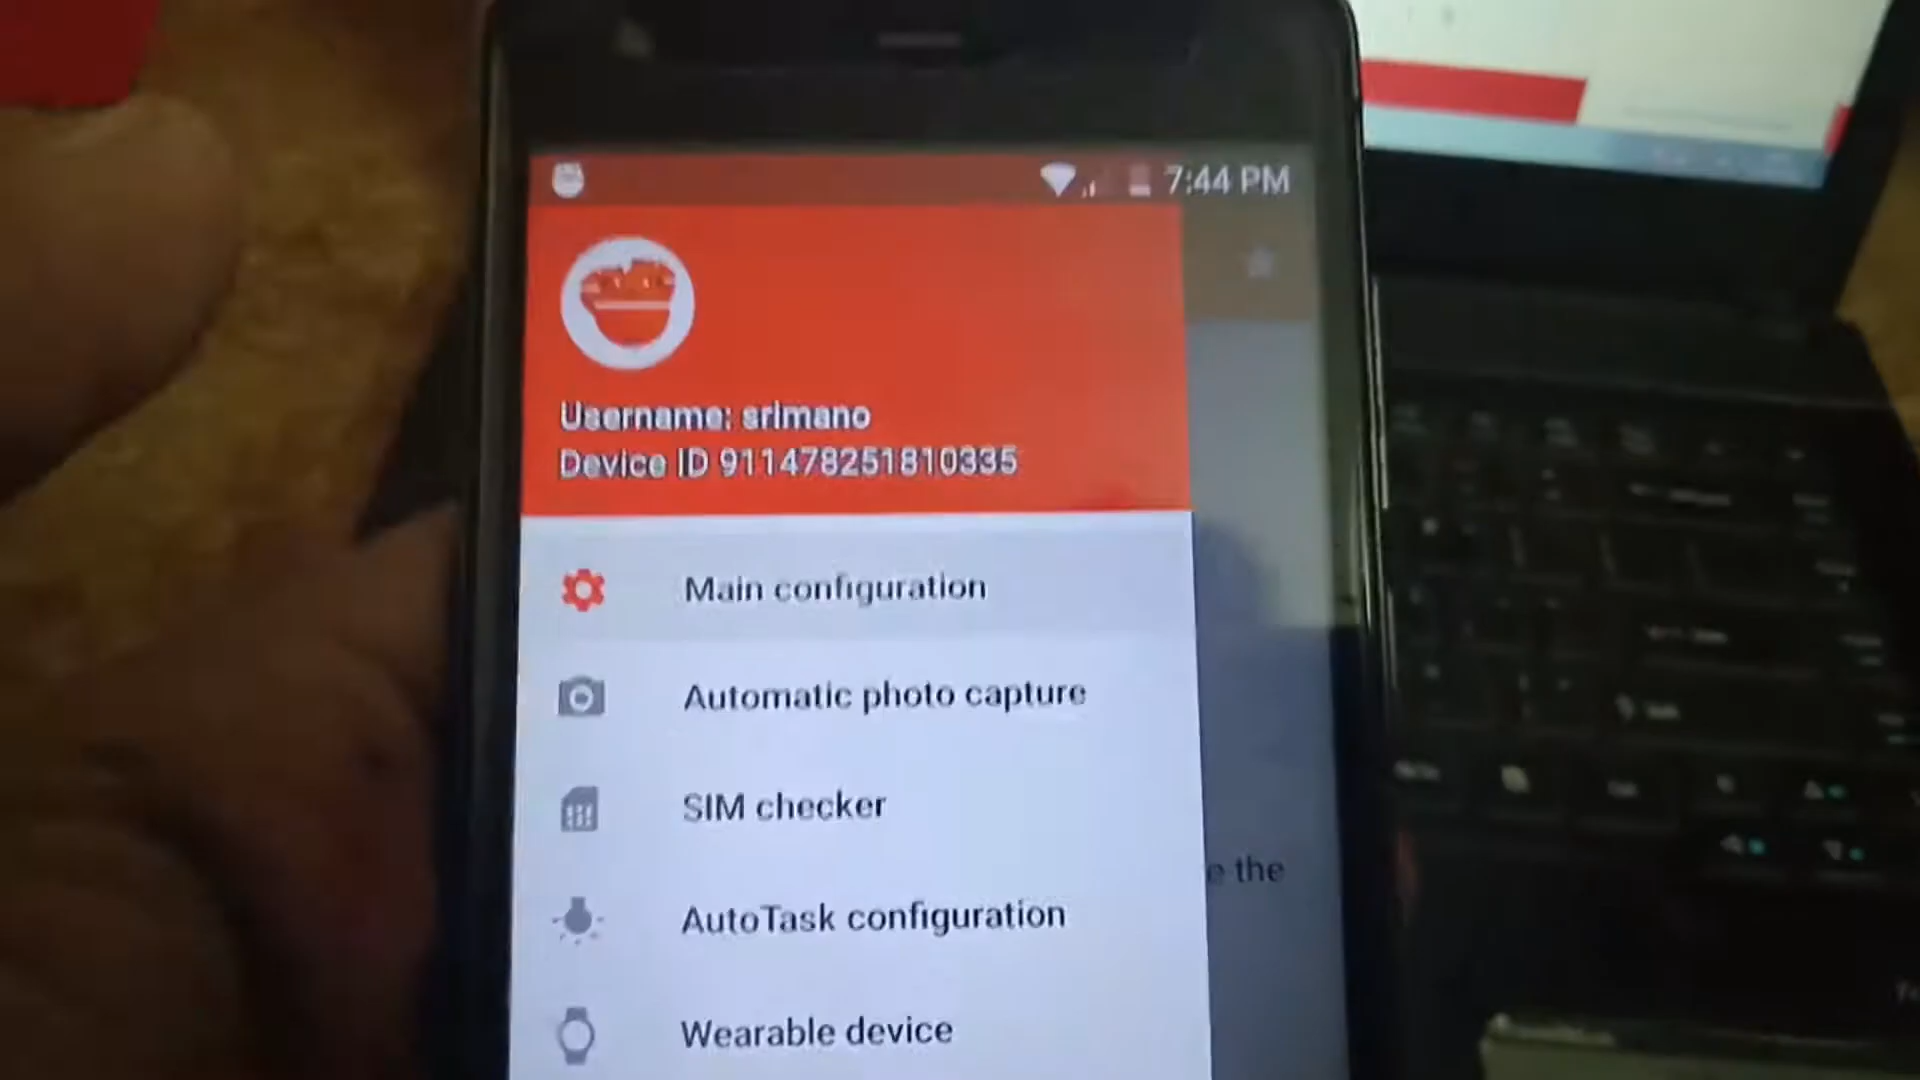 7:44 PM
Username: srimano
Device ID 911478251810335
Main configuration
Automatic photo capture
SIM checker
e the
AutoTask configuration
Wearable device